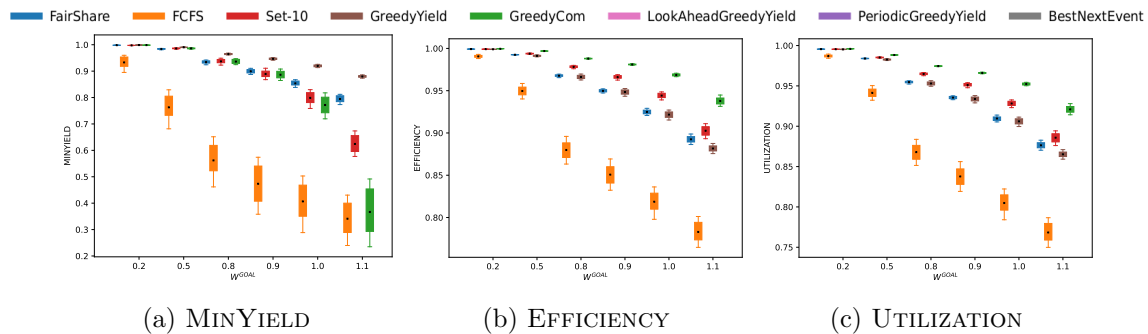 FairShare FCFS Set-10 GreedyYield GreedyCom LookAheadGreedyYield PeriodicGreedyYield BestNextEvent
MINYIELD
1.0
0.9
0.8
0.7
0.6
0.5
0.4
0.3
0.2
0.2 0.5 0.8 0.9 1.0 1.1
W^GOAL
EFFICIENCY
1.00
0.95
0.90
0.85
0.80
0.2 0.5 0.8 0.9 1.0 1.1
W^GOAL
UTILIZATION
1.00
0.95
0.90
0.85
0.80
0.75
0.2 0.5 0.8 0.9 1.0 1.1
W^GOAL
(a) MINYIELD
(b) EFFICIENCY
(c) UTILIZATION